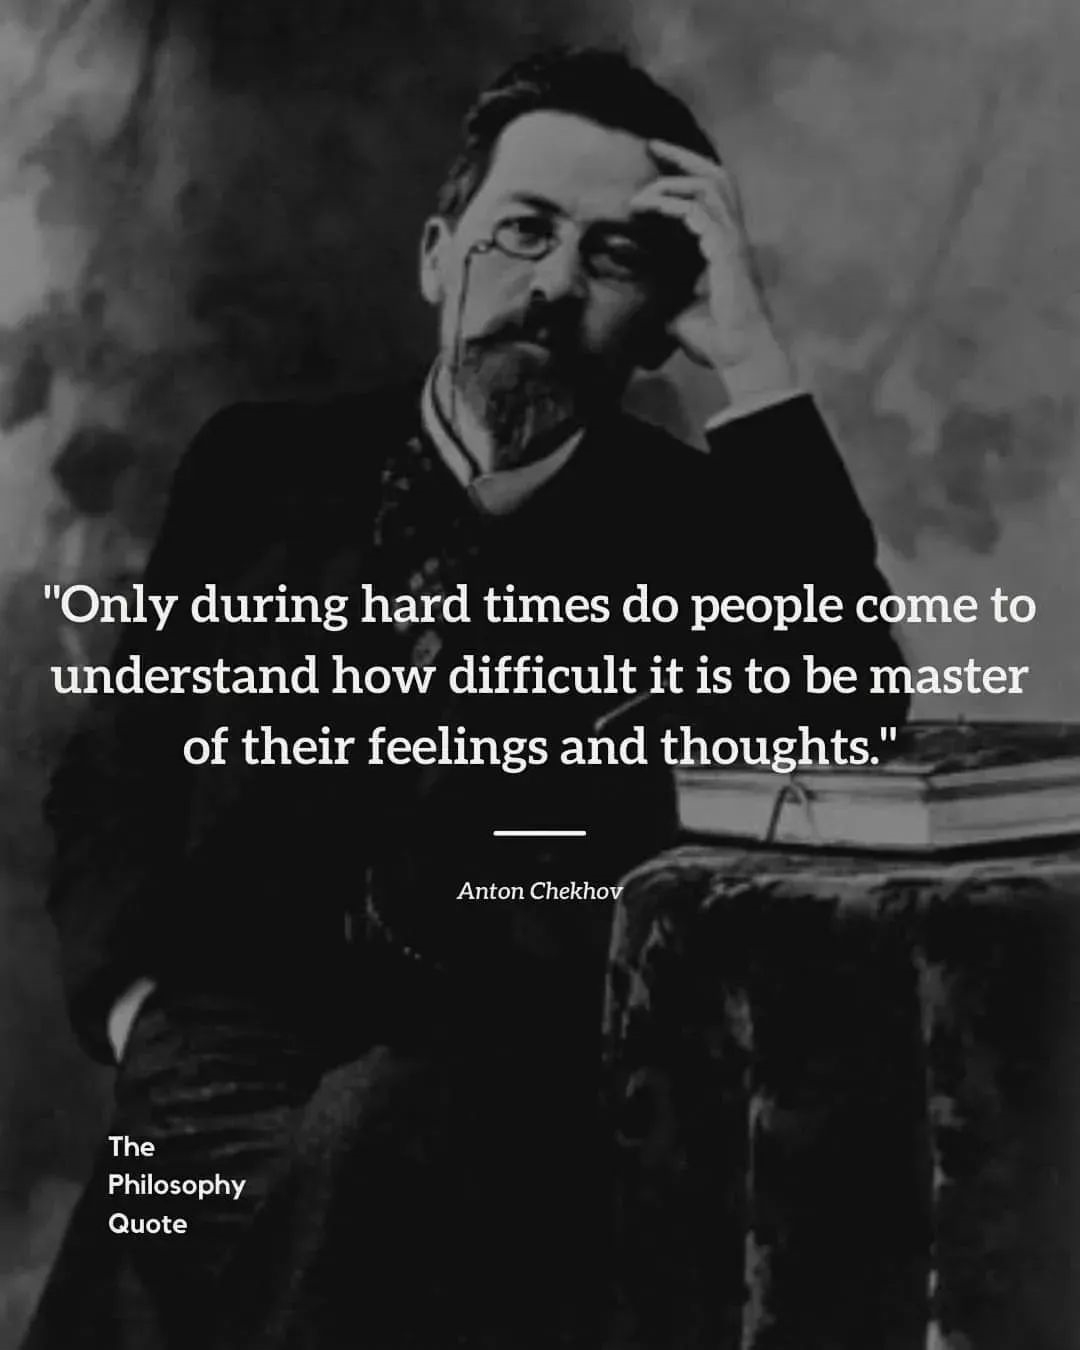 "Only during hard times do people come to
understand how difficult it is to be master
of their feelings and thoughts."
Anton Chekhov
The
Philosophy
Quote